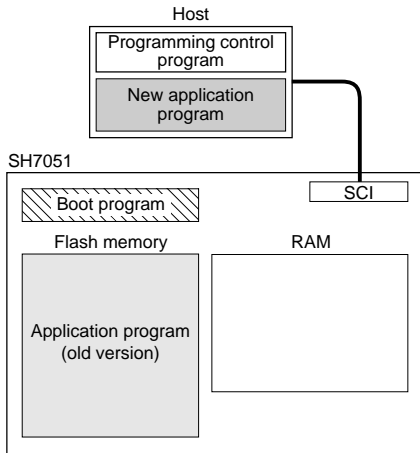 Host
Programming control
program
New application
program
SH7051
SCI
Boot program
Flash memory
RAM
Application program
(old version)